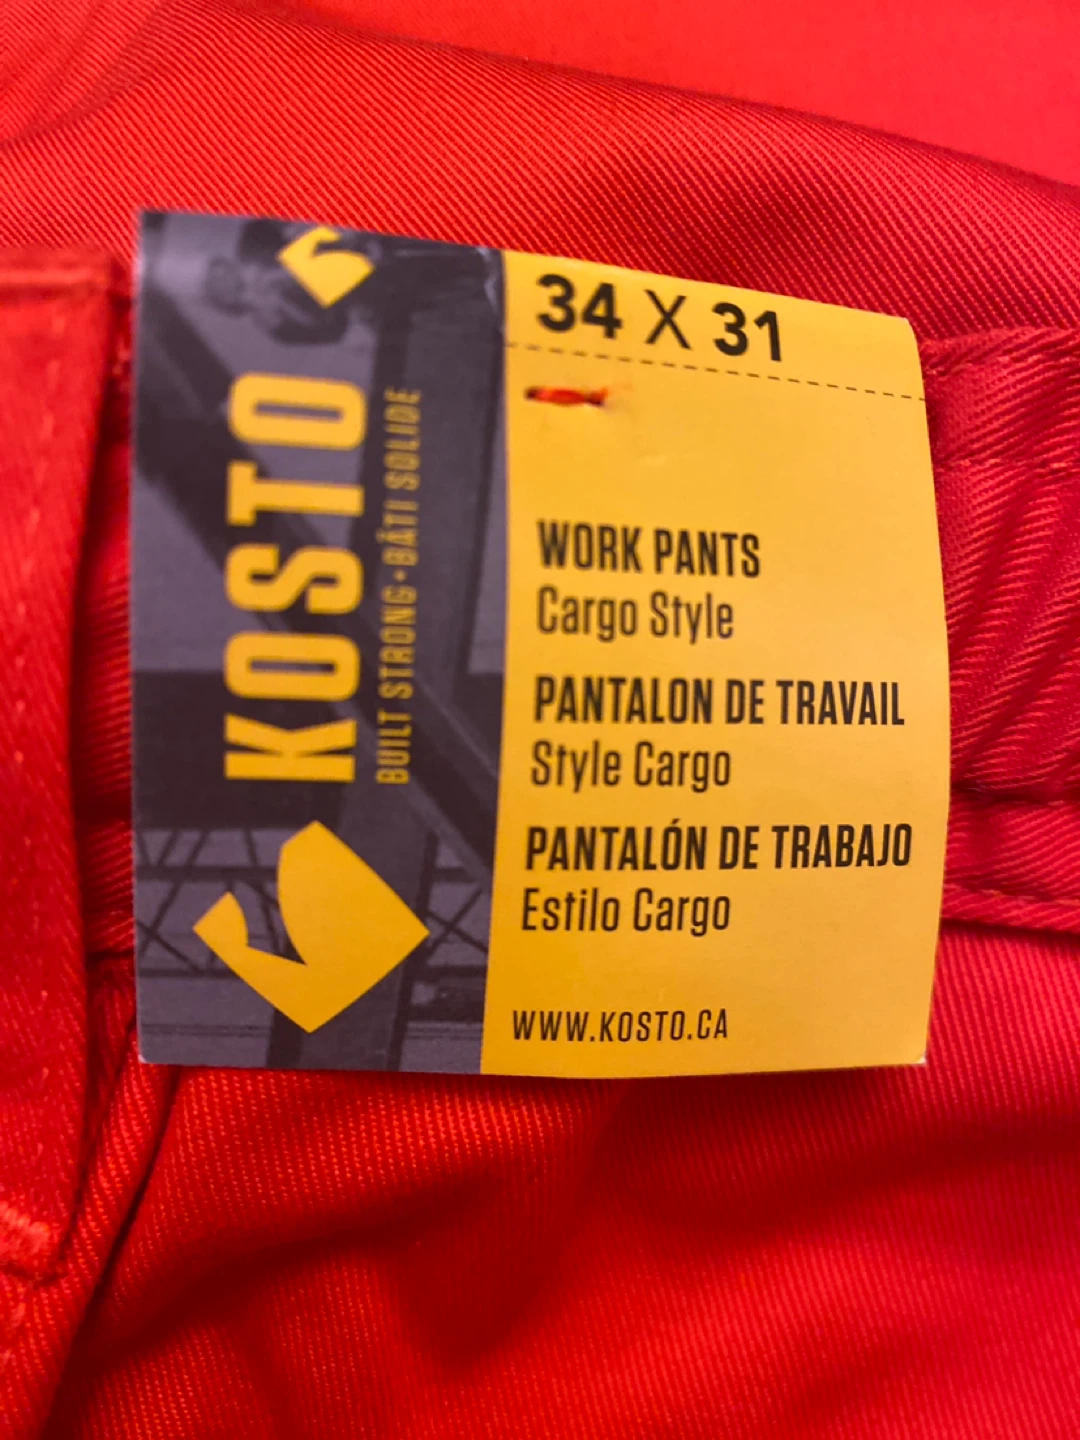 KOSTO
BUILT STRONG • BÂTI SOLIDE
34 X 31
WORK PANTS
Cargo Style
PANTALON DE TRAVAIL
Style Cargo
PANTALÓN DE TRABAJO
Estilo Cargo
WWW.KOSTO.CA